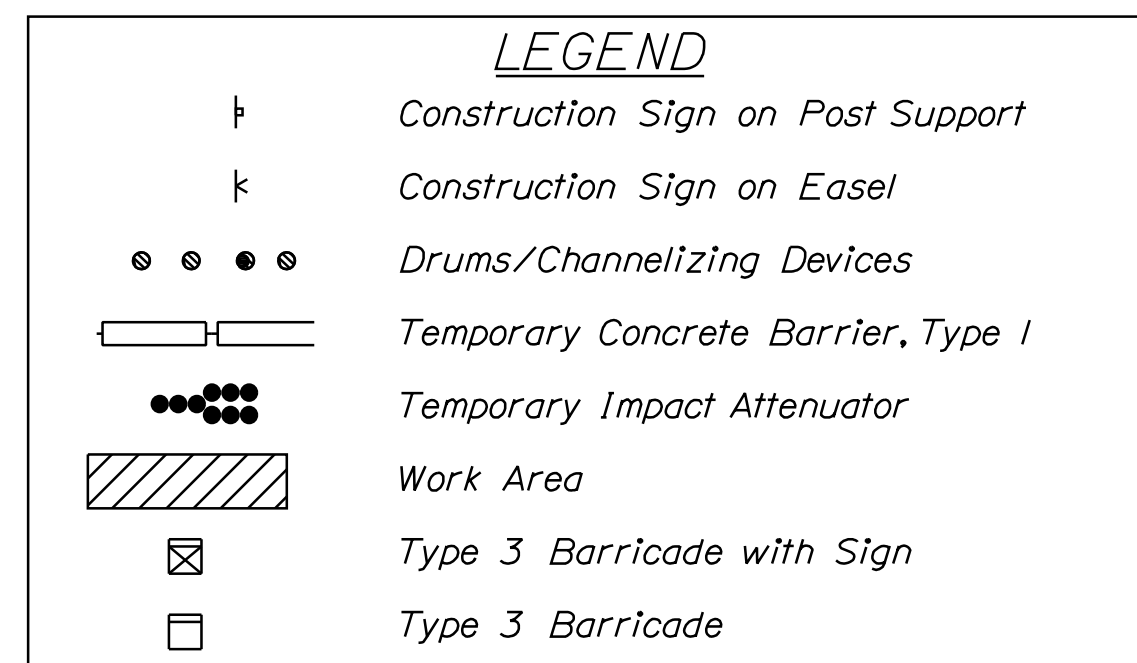 LEGEND
Construction Sign on Post Support
Construction Sign on Easel
Drums/Channelizing Devices
Temporary Concrete Barrier, Type I
Temporary Impact Attenuator
Work Area
Type 3 Barricade with Sign
Type 3 Barricade